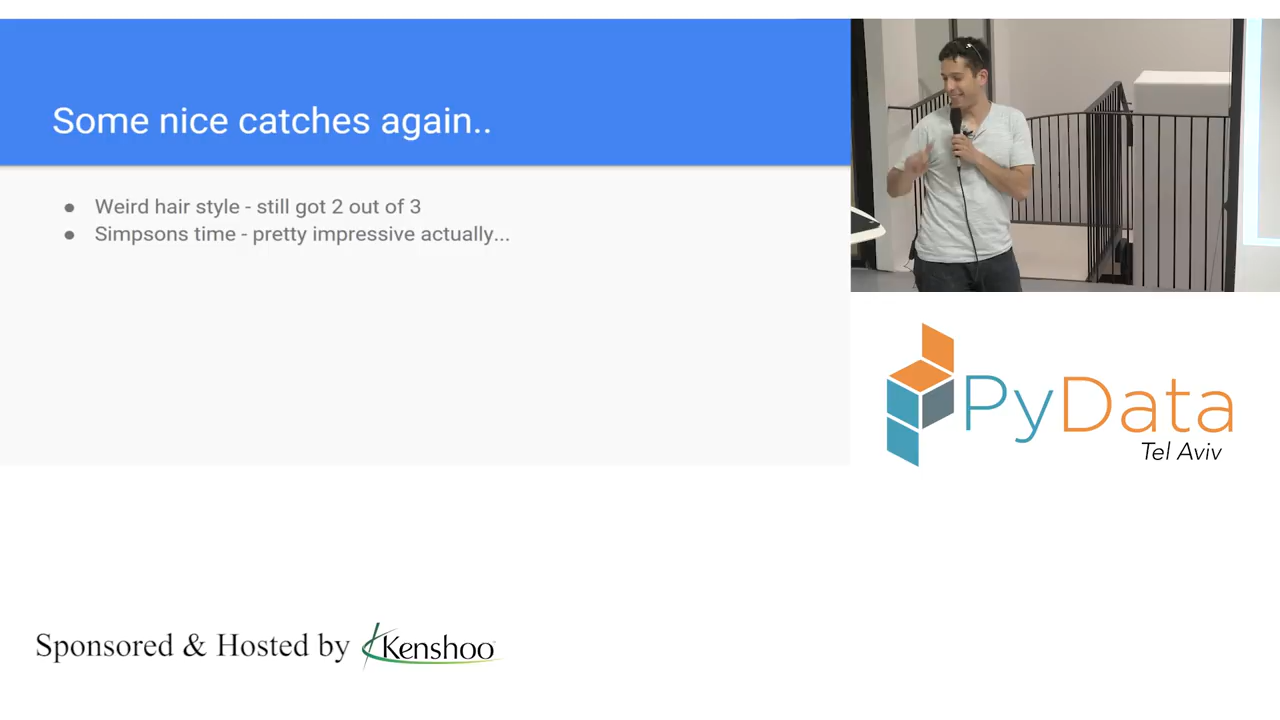 Some nice catches again..
● Weird hair style - still got 2 out of 3
● Simpsons time - pretty impressive actually...
PyData
Tel Aviv
Sponsored & Hosted by Kenshoo